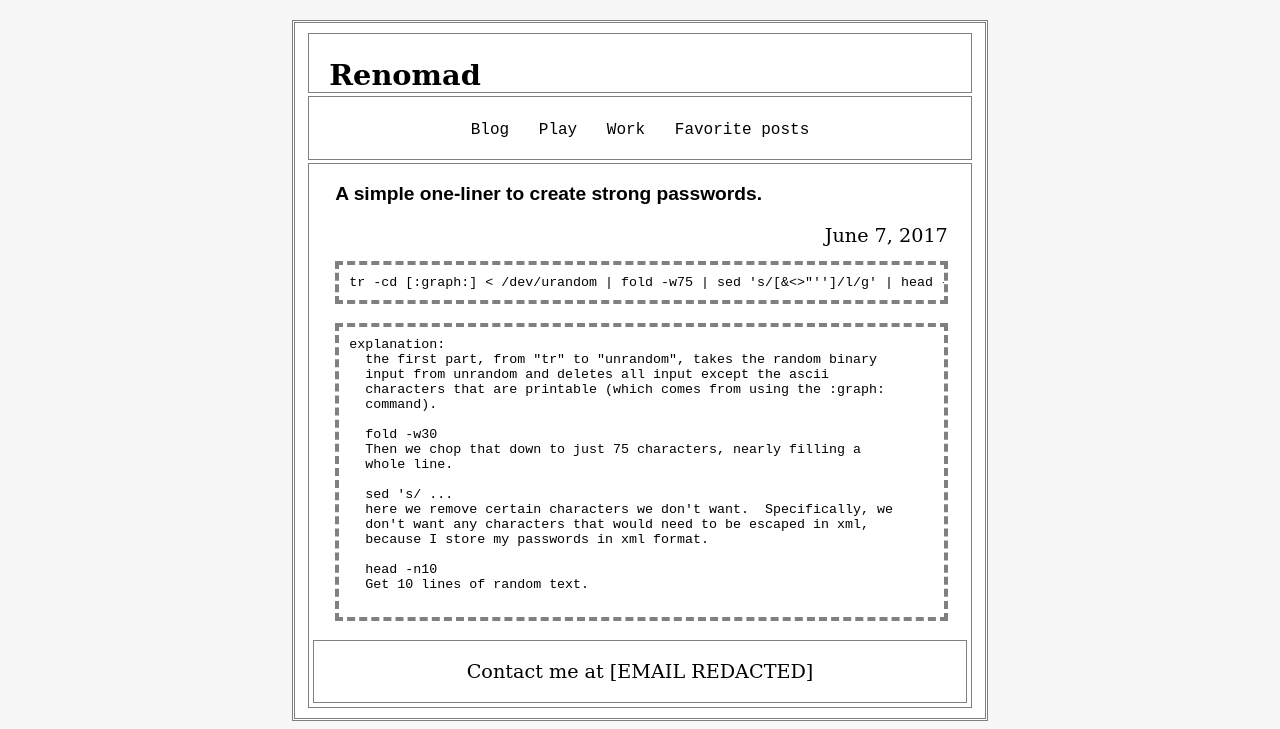 Renomad
Blog Play Work Favorite posts
A simple one-liner to create strong passwords.
June 7, 2017
tr -cd [:graph:] < /dev/urandom | fold -w75 | sed 's/[&<>"'']/l/g' | head
explanation:
the first part, from "tr" to "unrandom", takes the random binary
input from unrandom and deletes all input except the ascii
characters that are printable (which comes from using the :graph:
command).
fold -w30
Then we chop that down to just 75 characters, nearly filling a
whole line.
sed 's/ ...
here we remove certain characters we don't want.  Specifically, we
don't want any characters that would need to be escaped in xml,
because I store my passwords in xml format.
head -n10
Get 10 lines of random text.
Contact me at [EMAIL REDACTED]